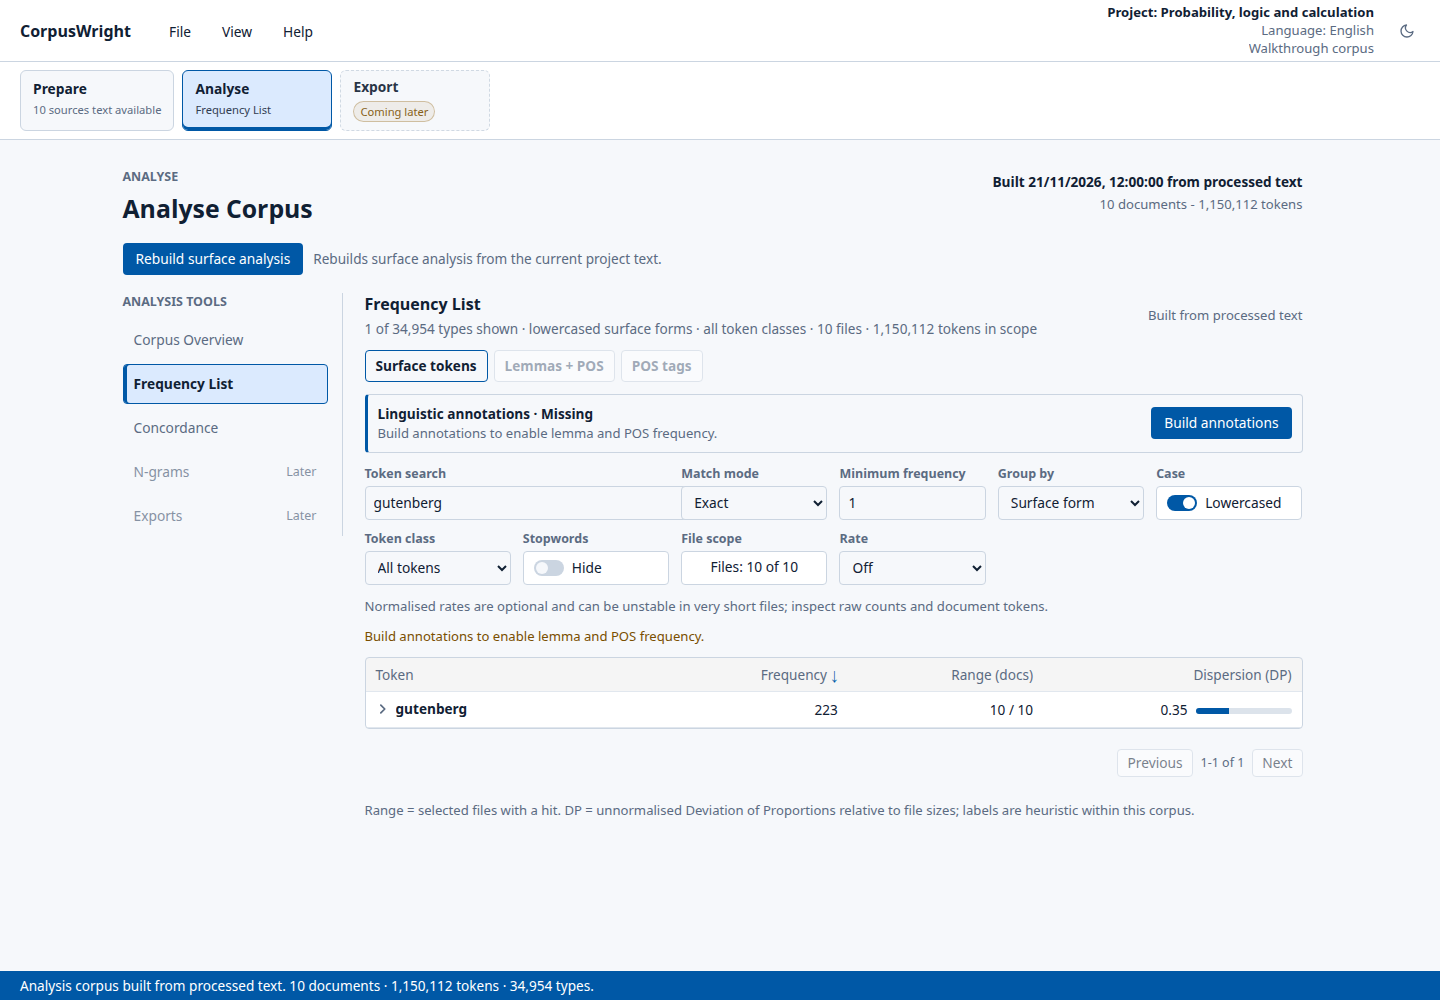 CorpusWright File View Help
Project: Probability, logic and calculation
Language: English
Walkthrough corpus
Prepare
10 sources text available
Analyse
Frequency List
Export
Coming later
ANALYSE
Analyse Corpus
Built 21/11/2026, 12:00:00 from processed text
10 documents - 1,150,112 tokens
Rebuild surface analysis Rebuilds surface analysis from the current project text.
ANALYSIS TOOLS
Corpus Overview
Frequency List
Concordance
N-grams Later
Exports Later
Frequency List
1 of 34,954 types shown · lowercased surface forms · all token classes · 10 files · 1,150,112 tokens in scope
Built from processed text
Surface tokens Lemmas + POS POS tags
Linguistic annotations · Missing
Build annotations to enable lemma and POS frequency.
Build annotations
Token search Match mode Minimum frequency Group by Case
gutenberg Exact 1 Surface form Lowercased
Token class Stopwords File scope Rate
All tokens Hide Files: 10 of 10 Off
Normalised rates are optional and can be unstable in very short files; inspect raw counts and document tokens.
Build annotations to enable lemma and POS frequency.
Token Frequency ↓ Range (docs) Dispersion (DP)
gutenberg 223 10 / 10 0.35
Previous 1-1 of 1 Next
Range = selected files with a hit. DP = unnormalised Deviation of Proportions relative to file sizes; labels are heuristic within this corpus.
Analysis corpus built from processed text. 10 documents · 1,150,112 tokens · 34,954 types.